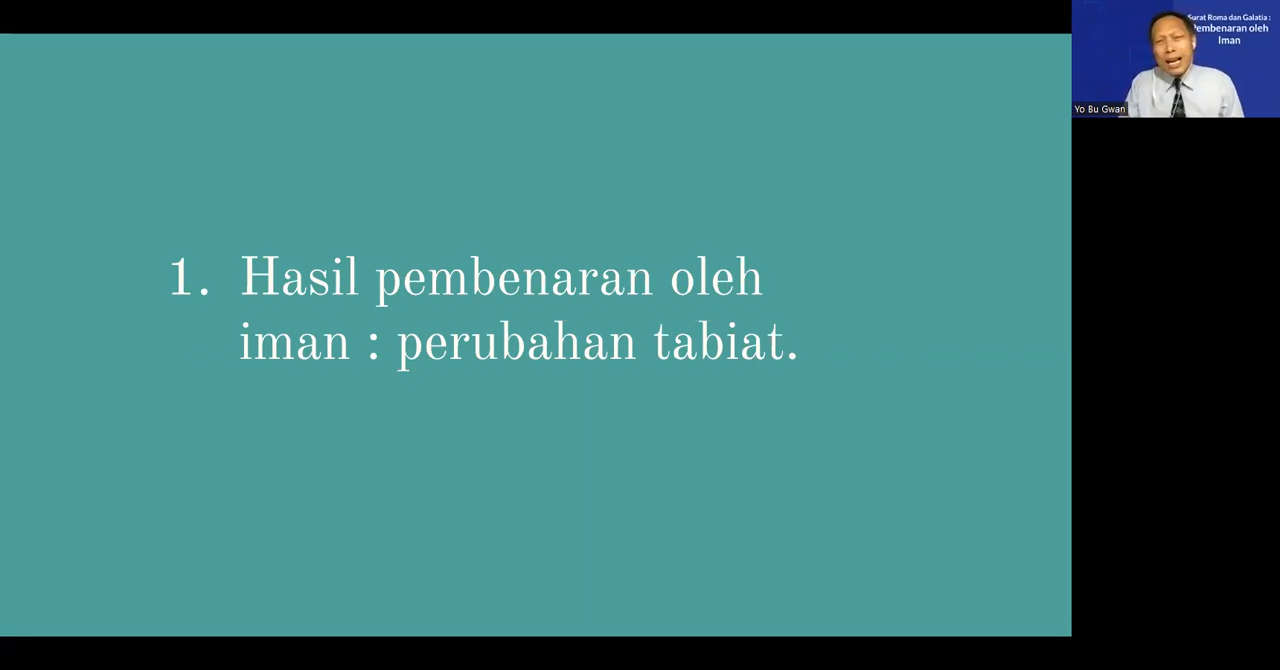 1. Hasil pembenaran oleh
iman : perubahan tabiat.
Surat Roma dan Galatia :
Pembenaran oleh
Iman
Yo Bu Gwan